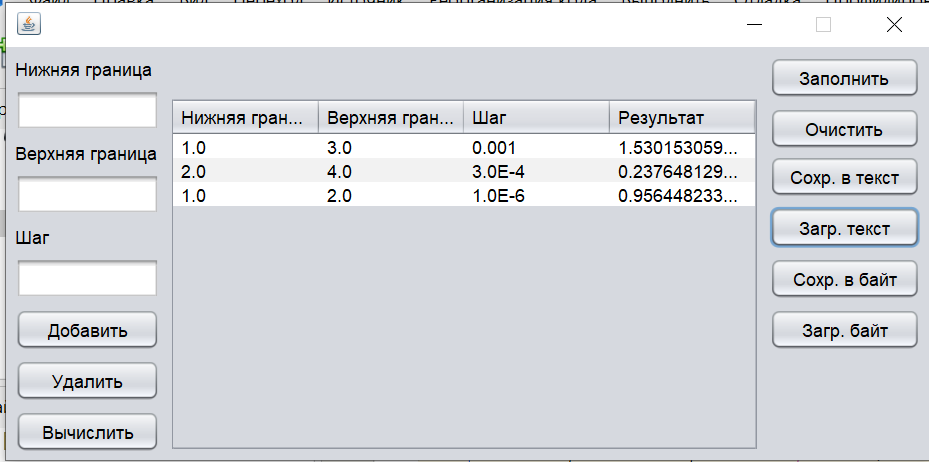 Нижняя граница
Верхняя граница
Шаг
Добавить
Удалить
Вычислить
Нижняя гран... Верхняя гран... Шаг Результат
1.0 3.0 0.001 1.530153059...
2.0 4.0 3.0E-4 0.237648129...
1.0 2.0 1.0E-6 0.956448233...
Заполнить
Очистить
Сохр. в текст
Загр. текст
Сохр. в байт
Загр. байт